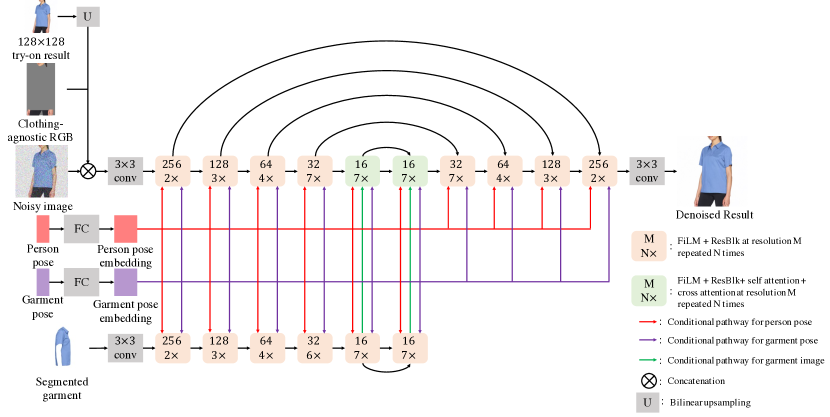 U
128×128
try-on result
Clothing-
agnostic RGB
Noisy image
3×3
conv
256
2×
128
3×
64
4×
32
7×
16
7×
16
7×
32
7×
64
4×
128
3×
256
2×
3×3
conv
Denoised Result
Person
pose
FC
Person pose
embedding
Garment
pose
FC
Garment pose
embedding
Segmented
garment
3×3
conv
256
2×
128
3×
64
4×
32
6×
16
7×
16
7×
M
N×
: FiLM + ResBlk at resolution M
repeated N times
M
N×
: FiLM + ResBlk+ self attention +
cross attention at resolution M
repeated N times
: Conditional pathway for person pose
: Conditional pathway for garment pose
: Conditional pathway for garment image
: Concatenation
U : Bilinear upsampling